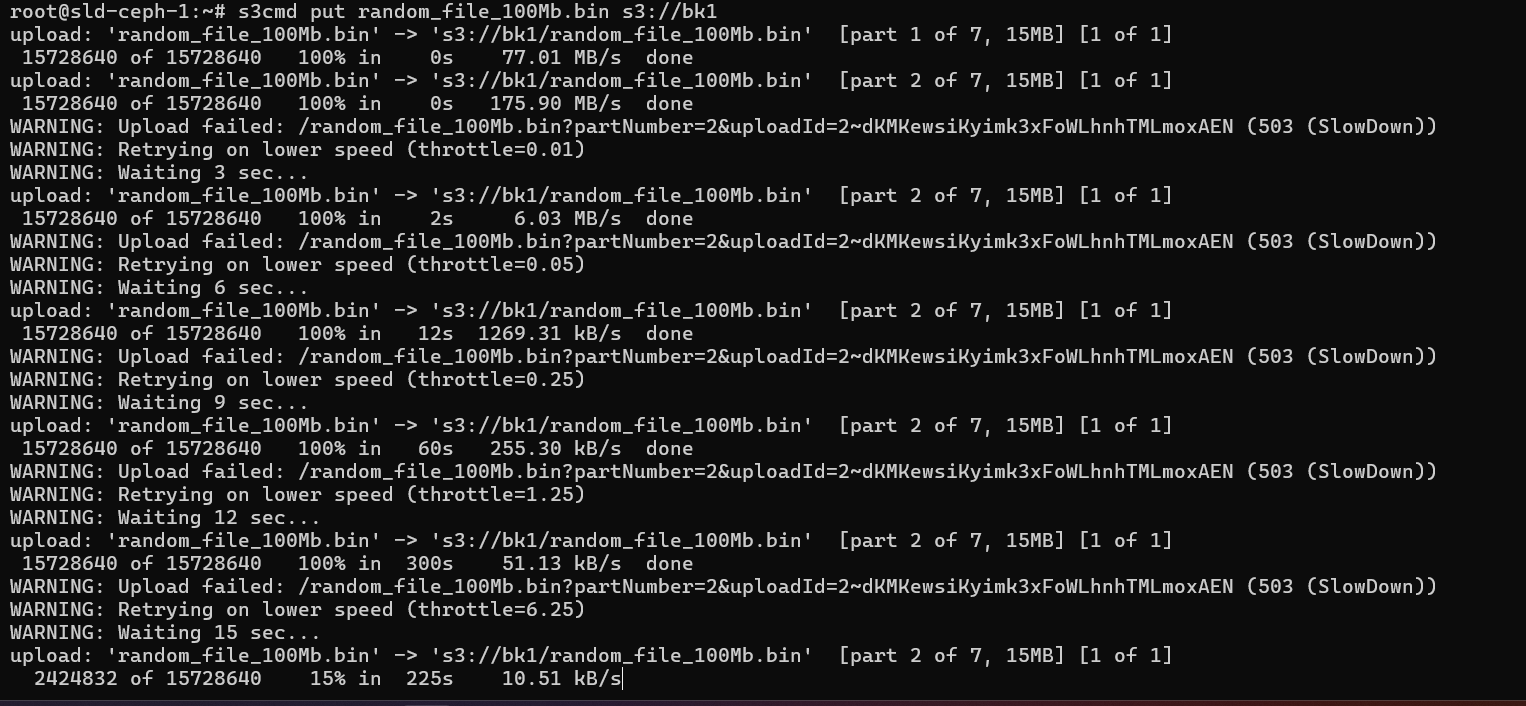 root@sld-ceph-1:~# s3cmd put random_file_100Mb.bin s3://bk1
upload: 'random_file_100Mb.bin' -> 's3://bk1/random_file_100Mb.bin'  [part 1 of 7, 15MB] [1 of 1]
 15728640 of 15728640   100% in    0s    77.01 MB/s  done
upload: 'random_file_100Mb.bin' -> 's3://bk1/random_file_100Mb.bin'  [part 2 of 7, 15MB] [1 of 1]
 15728640 of 15728640   100% in    0s   175.90 MB/s  done
WARNING: Upload failed: /random_file_100Mb.bin?partNumber=2&uploadId=2~dKMKewsiKyimk3xFoWLhnhTMLmoxAEN (503 (SlowDown))
WARNING: Retrying on lower speed (throttle=0.01)
WARNING: Waiting 3 sec...
upload: 'random_file_100Mb.bin' -> 's3://bk1/random_file_100Mb.bin'  [part 2 of 7, 15MB] [1 of 1]
 15728640 of 15728640   100% in    2s     6.03 MB/s  done
WARNING: Upload failed: /random_file_100Mb.bin?partNumber=2&uploadId=2~dKMKewsiKyimk3xFoWLhnhTMLmoxAEN (503 (SlowDown))
WARNING: Retrying on lower speed (throttle=0.05)
WARNING: Waiting 6 sec...
upload: 'random_file_100Mb.bin' -> 's3://bk1/random_file_100Mb.bin'  [part 2 of 7, 15MB] [1 of 1]
 15728640 of 15728640   100% in   12s  1269.31 kB/s  done
WARNING: Upload failed: /random_file_100Mb.bin?partNumber=2&uploadId=2~dKMKewsiKyimk3xFoWLhnhTMLmoxAEN (503 (SlowDown))
WARNING: Retrying on lower speed (throttle=0.25)
WARNING: Waiting 9 sec...
upload: 'random_file_100Mb.bin' -> 's3://bk1/random_file_100Mb.bin'  [part 2 of 7, 15MB] [1 of 1]
 15728640 of 15728640   100% in   60s   255.30 kB/s  done
WARNING: Upload failed: /random_file_100Mb.bin?partNumber=2&uploadId=2~dKMKewsiKyimk3xFoWLhnhTMLmoxAEN (503 (SlowDown))
WARNING: Retrying on lower speed (throttle=1.25)
WARNING: Waiting 12 sec...
upload: 'random_file_100Mb.bin' -> 's3://bk1/random_file_100Mb.bin'  [part 2 of 7, 15MB] [1 of 1]
 15728640 of 15728640   100% in  300s    51.13 kB/s  done
WARNING: Upload failed: /random_file_100Mb.bin?partNumber=2&uploadId=2~dKMKewsiKyimk3xFoWLhnhTMLmoxAEN (503 (SlowDown))
WARNING: Retrying on lower speed (throttle=6.25)
WARNING: Waiting 15 sec...
upload: 'random_file_100Mb.bin' -> 's3://bk1/random_file_100Mb.bin'  [part 2 of 7, 15MB] [1 of 1]
  2424832 of 15728640    15% in  225s    10.51 kB/s